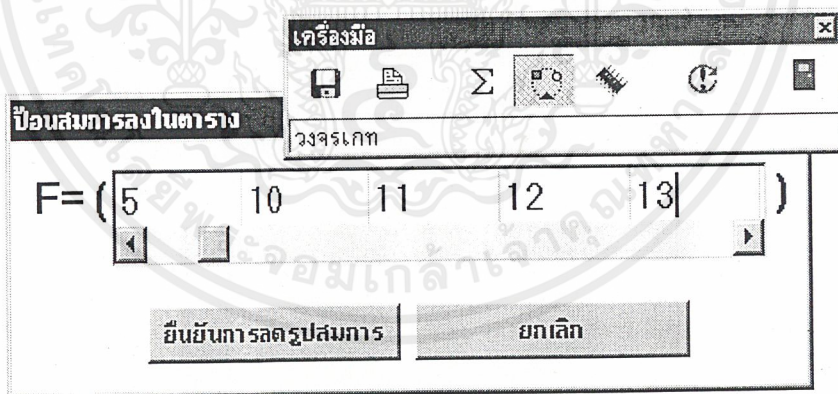 เครื่องมือ
Σ
วงจรเกท
ป้อนสมการลงในตาราง
F= ( 5 10 11 12 13 )
ยืนยันการลดรูปสมการ ยกเลิก